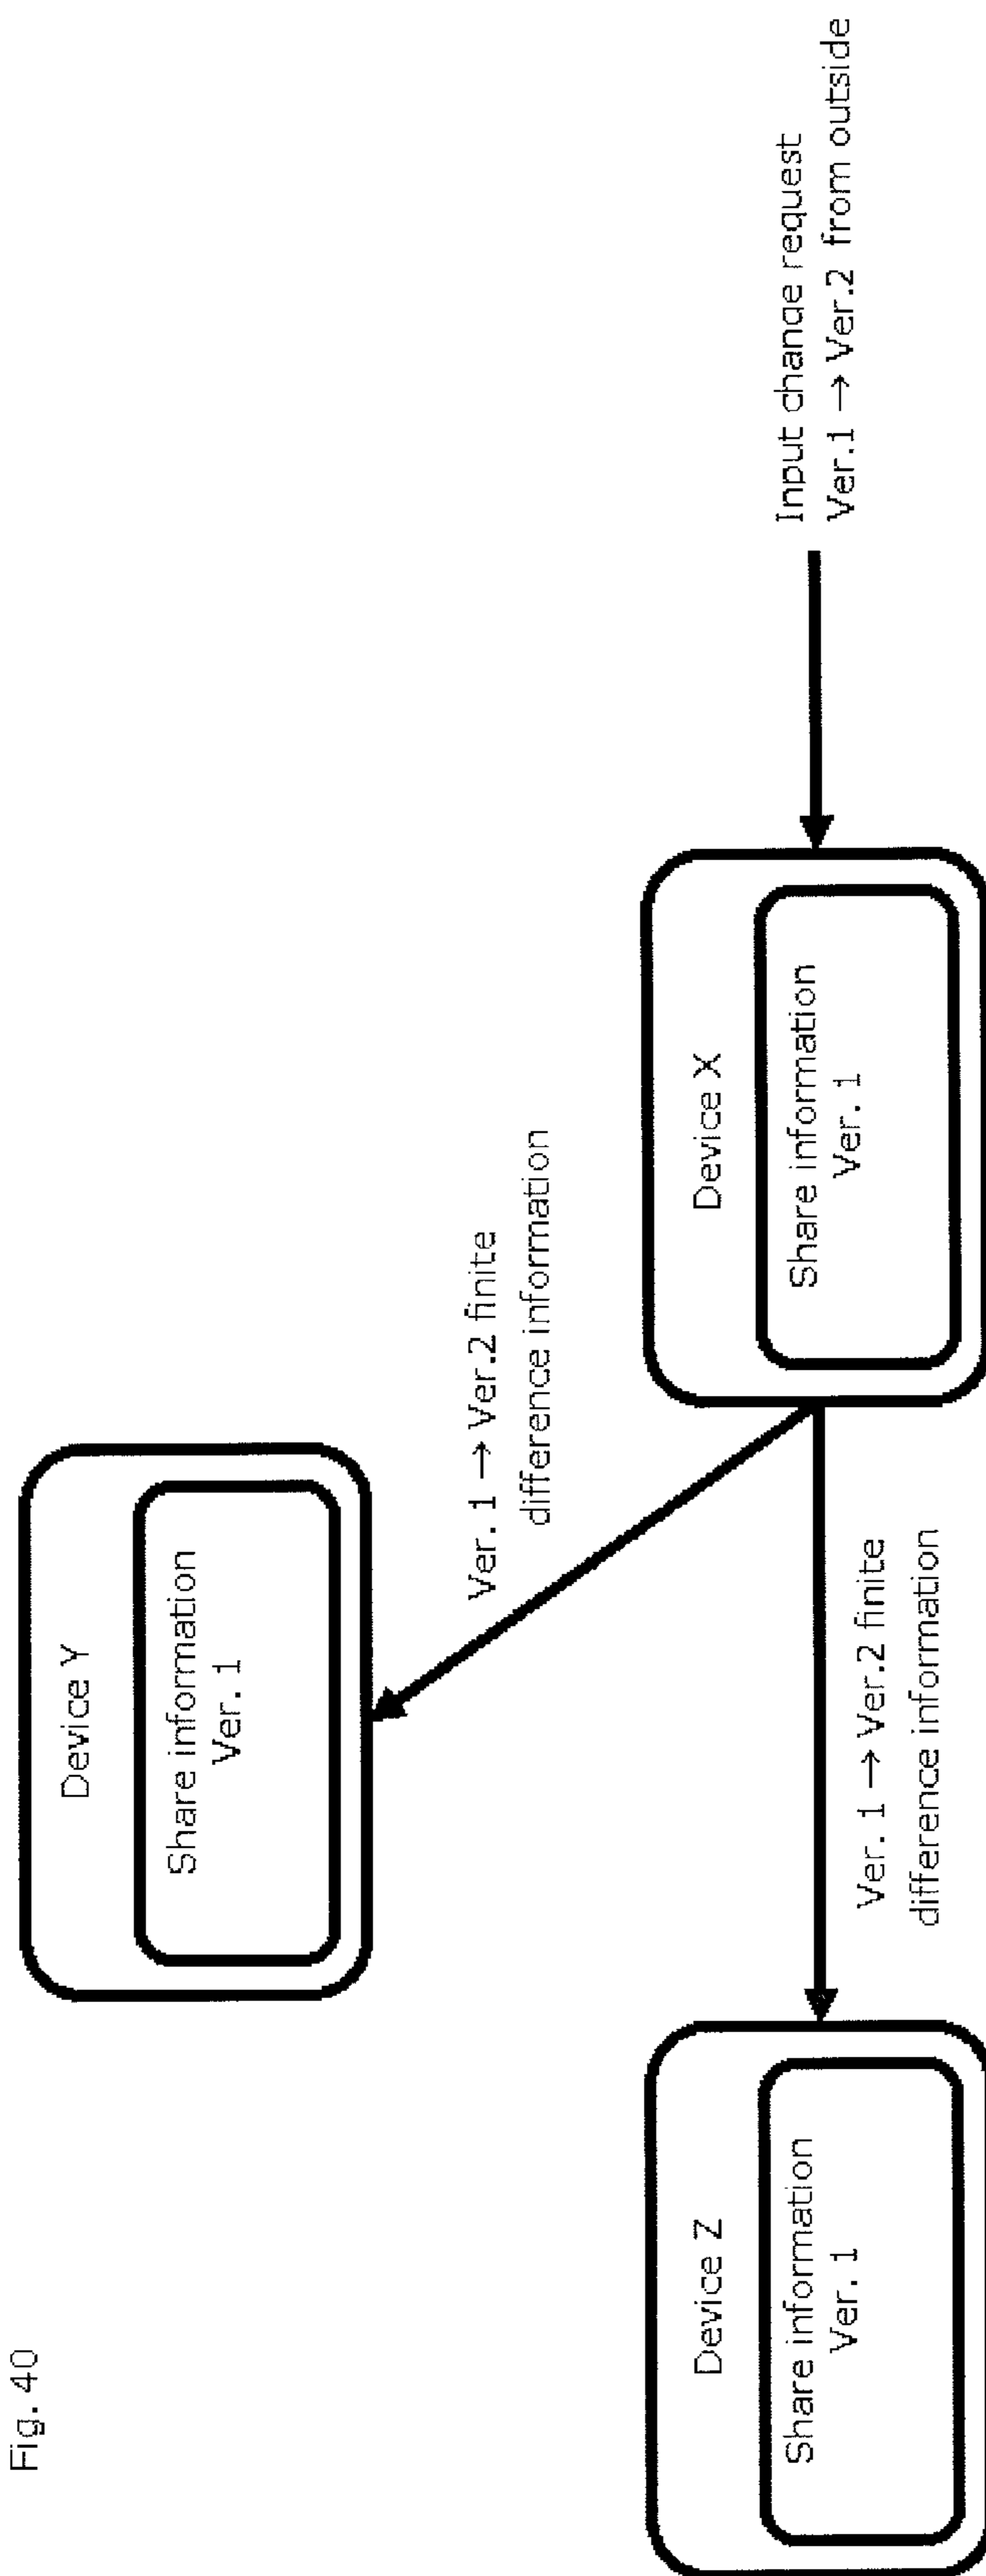 Fig. 40
Device Y
Share information
Ver. 1
Ver. 1 → Ver.2 finite
difference information
Device Z
Share information
Ver. 1
Ver. 1 → Ver.2 finite
difference information
Device X
Share information
Ver. 1
Input change request
Ver.1 → Ver.2 from outside